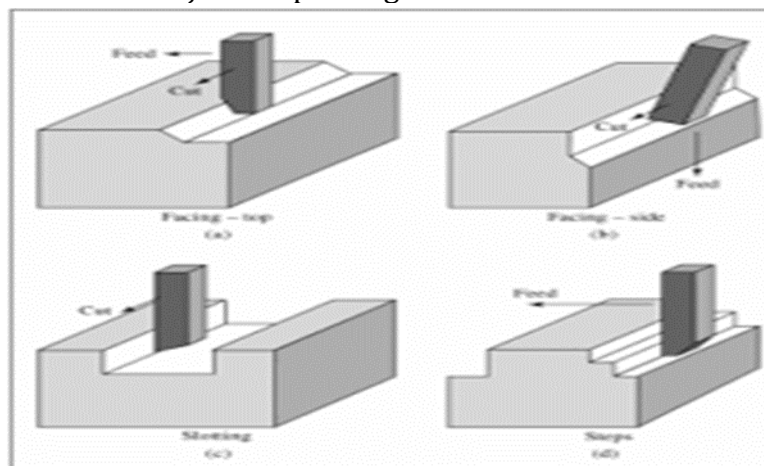 Feed
Cut
Facing – top
(a)
Cut
Feed
Facing – side
(b)
Cut
Slotting
(c)
Feed
Steps
(d)